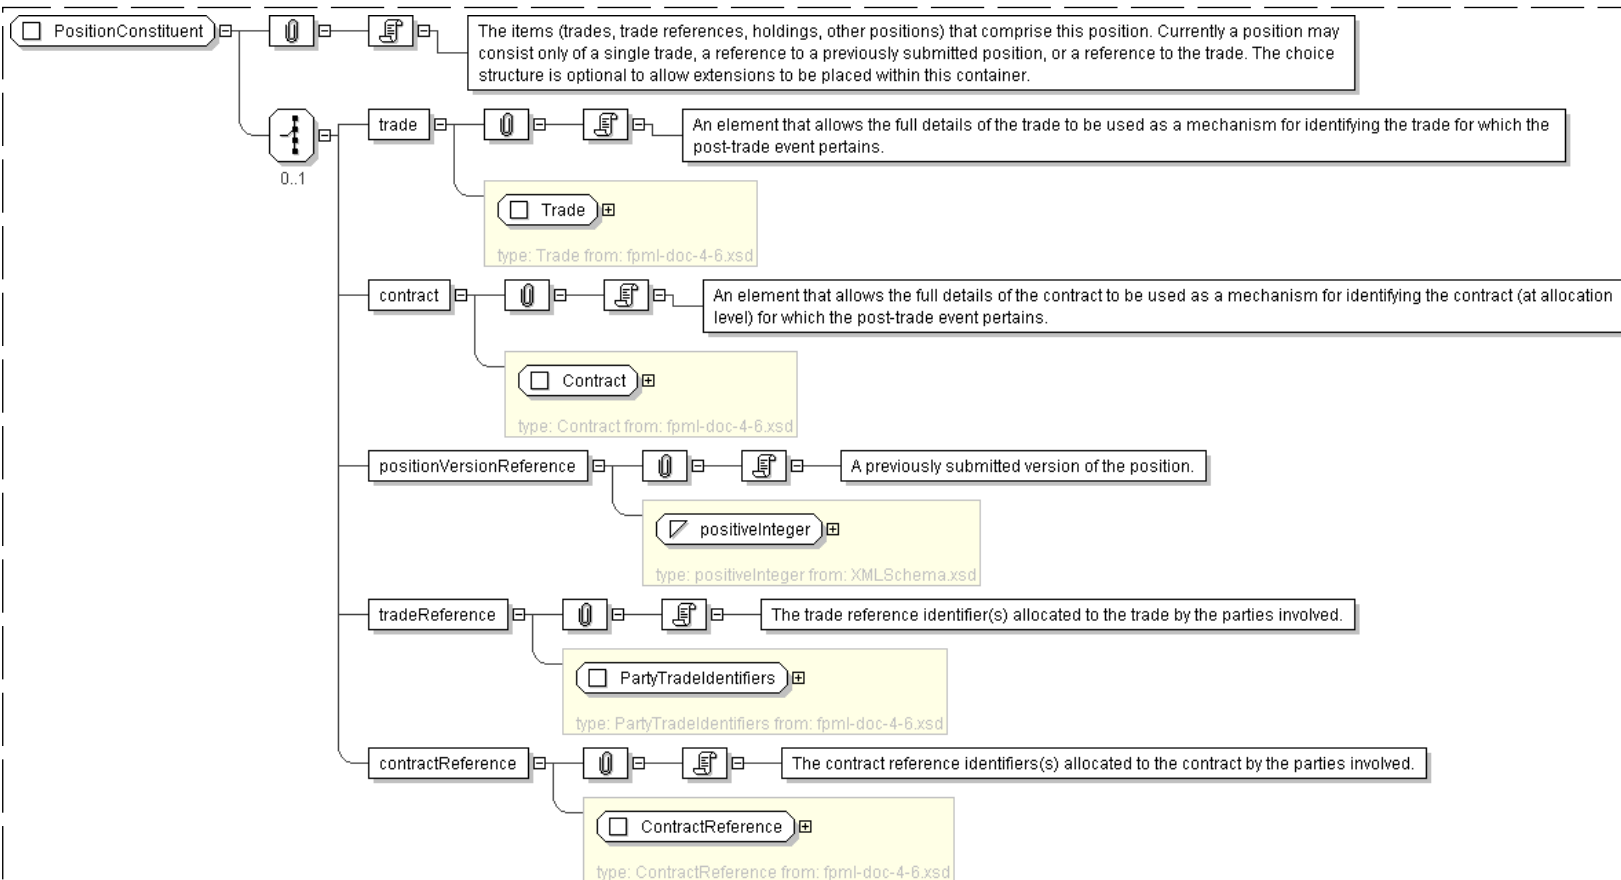 PositionConstituent
The items (trades, trade references, holdings, other positions) that comprise this position. Currently a position may
consist only of a single trade, a reference to a previously submitted position, or a reference to the trade. The choice
structure is optional to allow extensions to be placed within this container.
0..1
trade
An element that allows the full details of the trade to be used as a mechanism for identifying the trade for which the
post-trade event pertains.
Trade
type: Trade from: fpml-doc-4-6.xsd
contract
An element that allows the full details of the contract to be used as a mechanism for identifying the contract (at allocation
level) for which the post-trade event pertains.
Contract
type: Contract from: fpml-doc-4-6.xsd
positionVersionReference
A previously submitted version of the position.
positiveInteger
type: positiveInteger from: XMLSchema.xsd
tradeReference
The trade reference identifier(s) allocated to the trade by the parties involved.
PartyTradeIdentifiers
type: PartyTradeIdentifiers from: fpml-doc-4-6.xsd
contractReference
The contract reference identifiers(s) allocated to the contract by the parties involved.
ContractReference
type: ContractReference from: fpml-doc-4-6.xsd